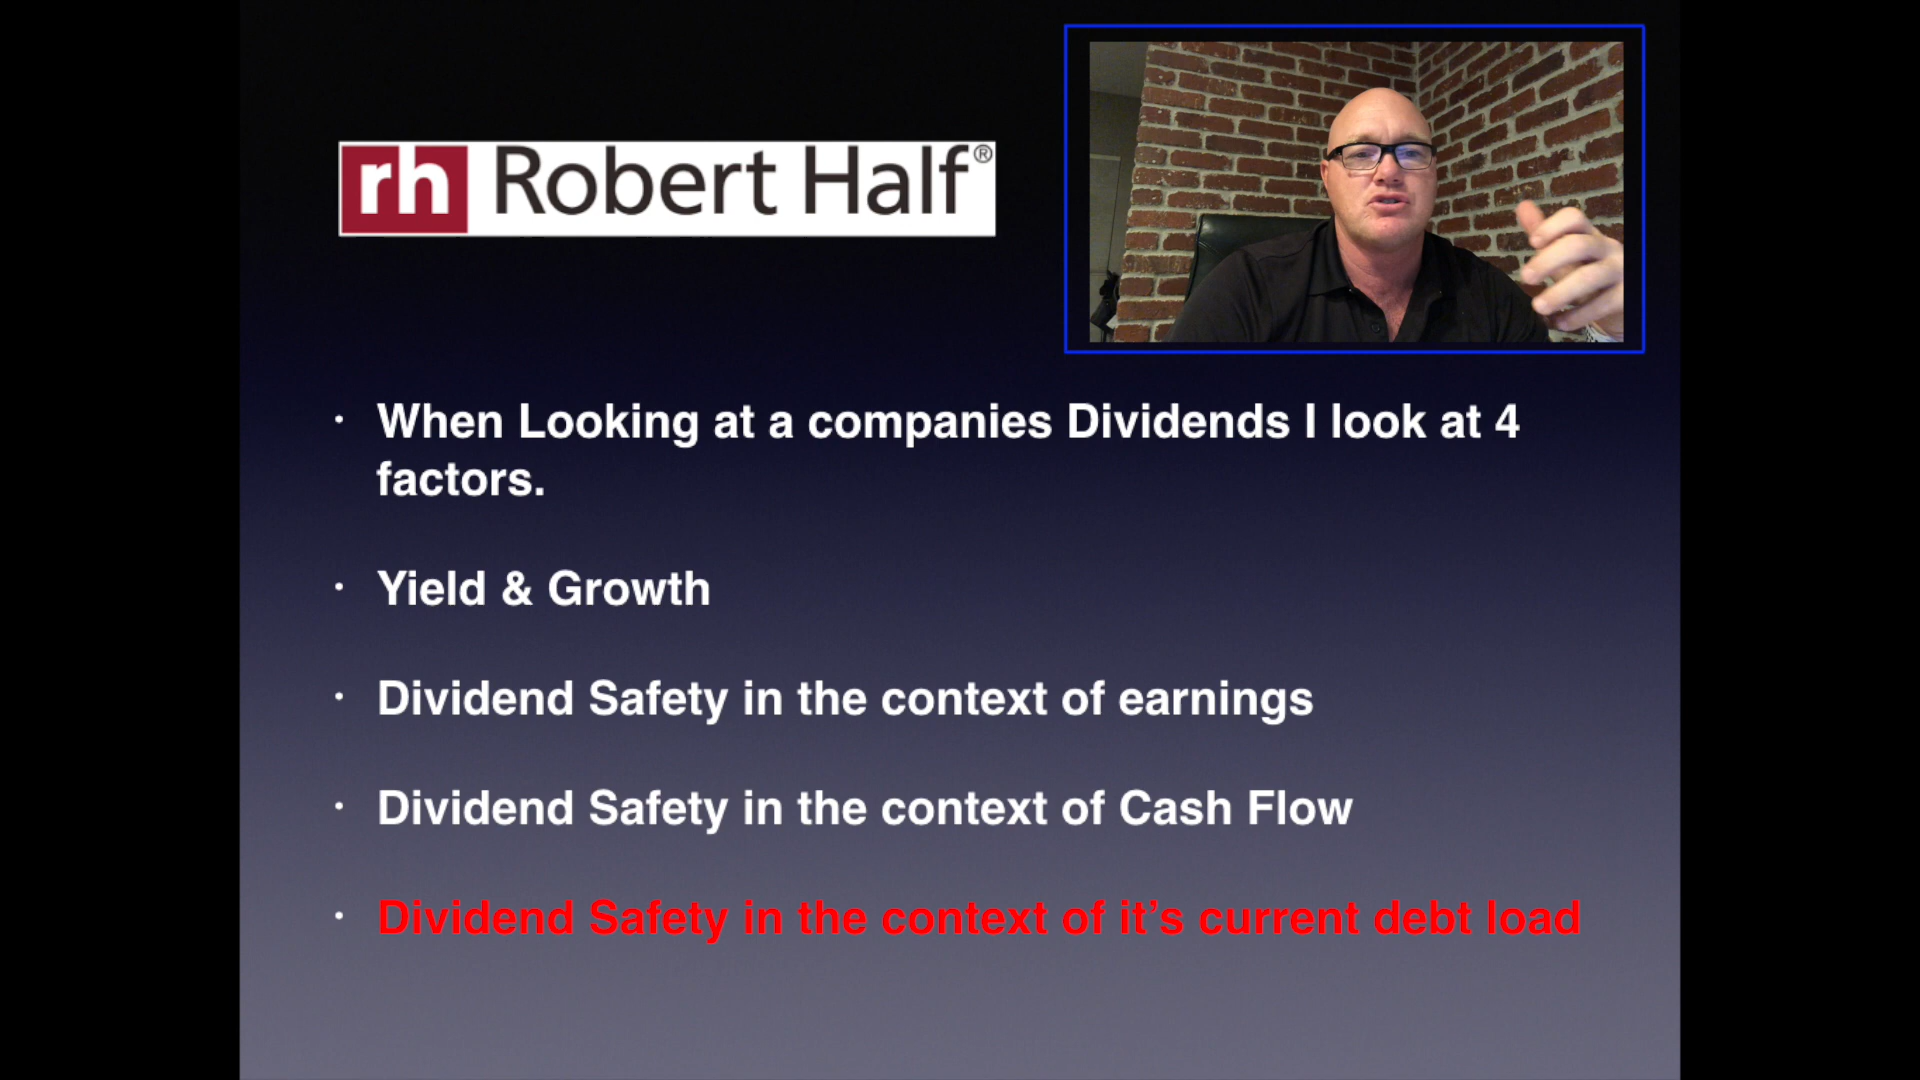 rh Robert Half®
• When Looking at a companies Dividends I look at 4
factors.
• Yield & Growth
• Dividend Safety in the context of earnings
• Dividend Safety in the context of Cash Flow
• Dividend Safety in the context of it’s current debt load